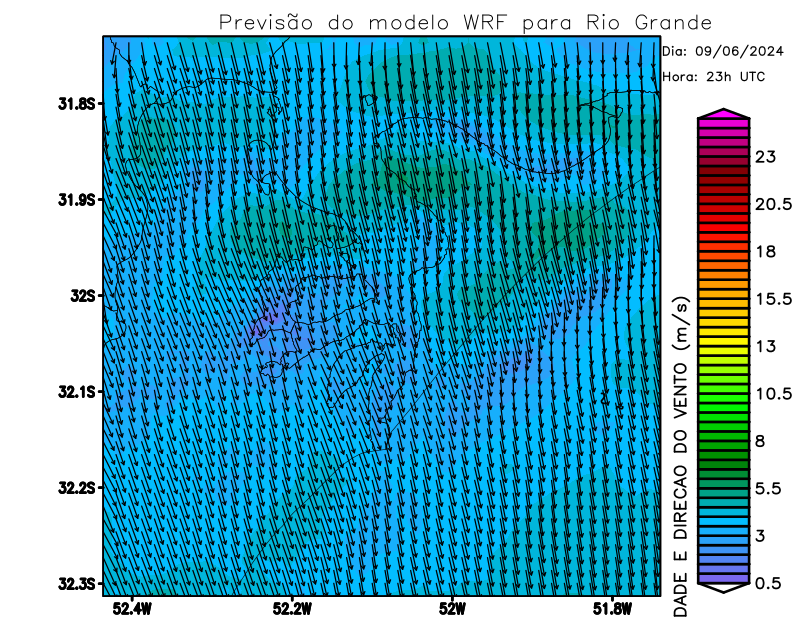 Previsão do modelo WRF para Rio Grande
Dia: 09/06/2024
Hora: 23h UTC
31.8S
31.9S
32S
32.1S
32.2S
32.3S
52.4W
52.2W
52W
51.8W
23
20.5
18
15.5
13
10.5
8
5.5
3
0.5
DADE E DIRECAO DO VENTO (m/s)